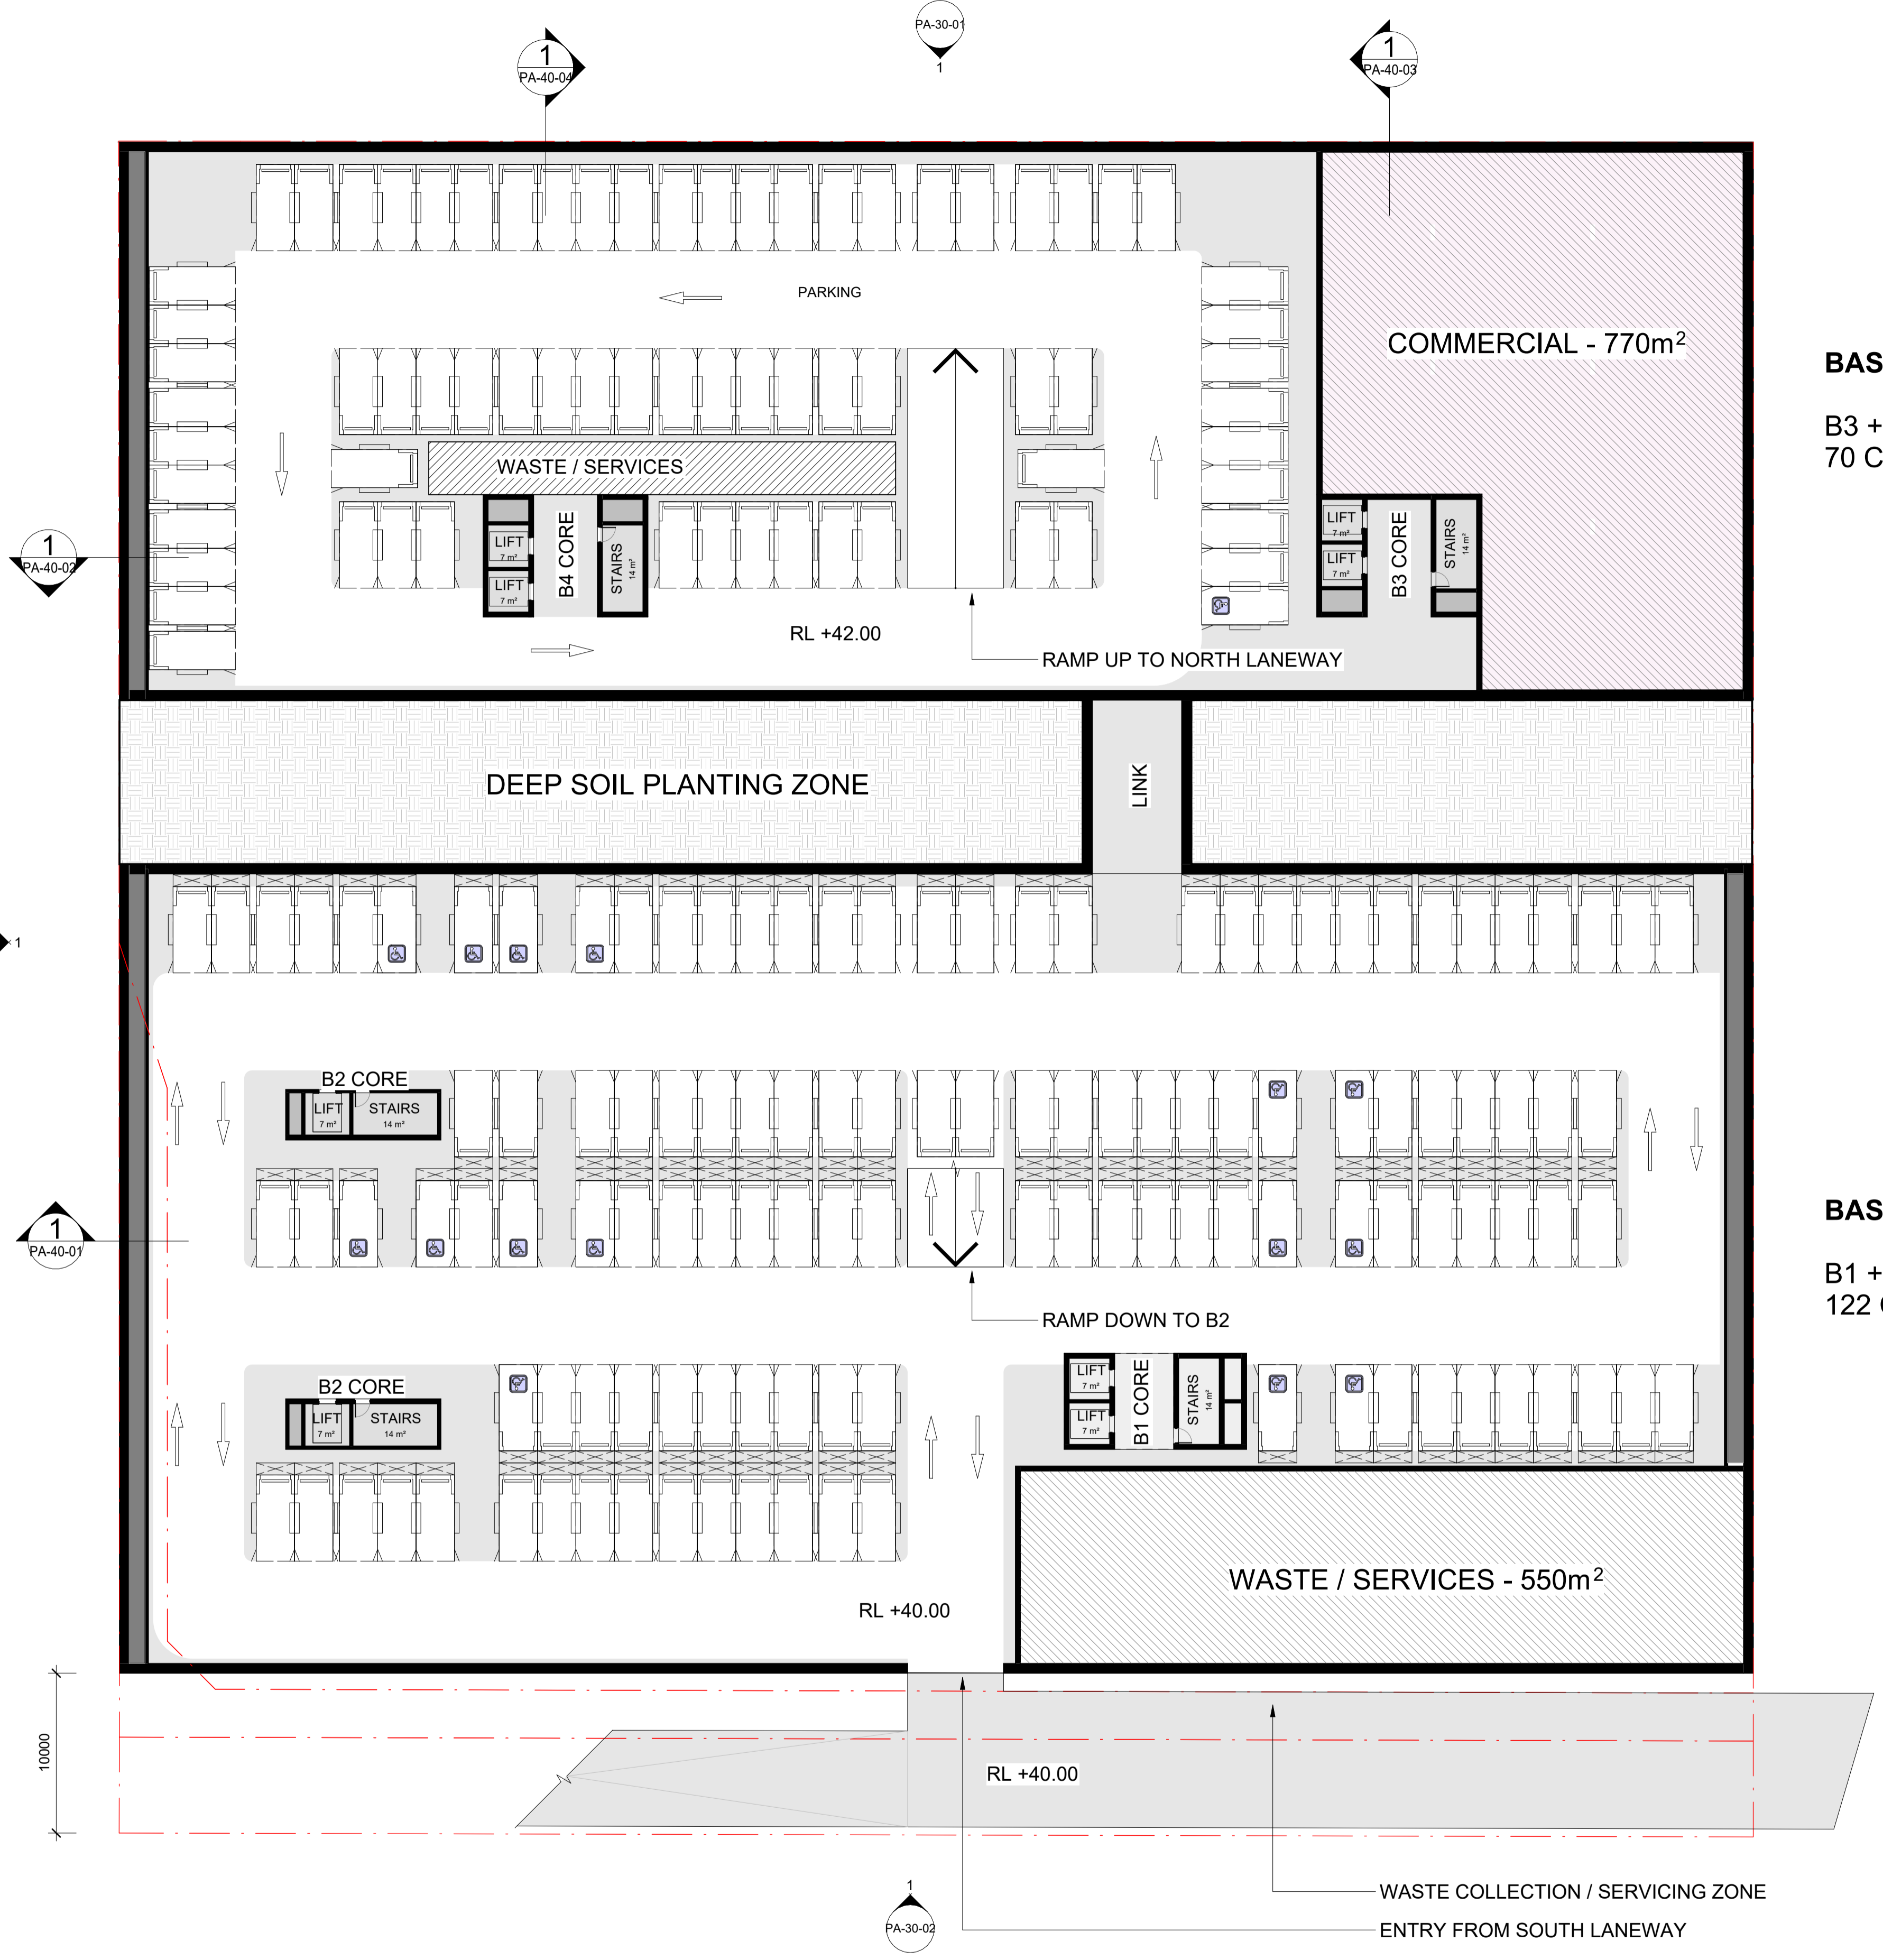 PA-30-01
1
1
PA-40-04
1
PA-40-03
PARKING
COMMERCIAL - 770m²
BAS
B3 +
70 C
WASTE / SERVICES
LIFT
7 m²
LIFT
7 m²
B4 CORE
STAIRS
14 m²
LIFT
7 m²
LIFT
7 m²
B3 CORE
STAIRS
14 m²
1
PA-40-02
RL +42.00
RAMP UP TO NORTH LANEWAY
DEEP SOIL PLANTING ZONE
LINK
1
B2 CORE
LIFT
7 m²
STAIRS
14 m²
1
PA-40-01
BAS
B1 +
122
RAMP DOWN TO B2
B2 CORE
LIFT
7 m²
STAIRS
14 m²
LIFT
7 m²
LIFT
7 m²
B1 CORE
STAIRS
14 m²
WASTE / SERVICES - 550m²
RL +40.00
10000
RL +40.00
1
PA-30-02
WASTE COLLECTION / SERVICING ZONE
ENTRY FROM SOUTH LANEWAY